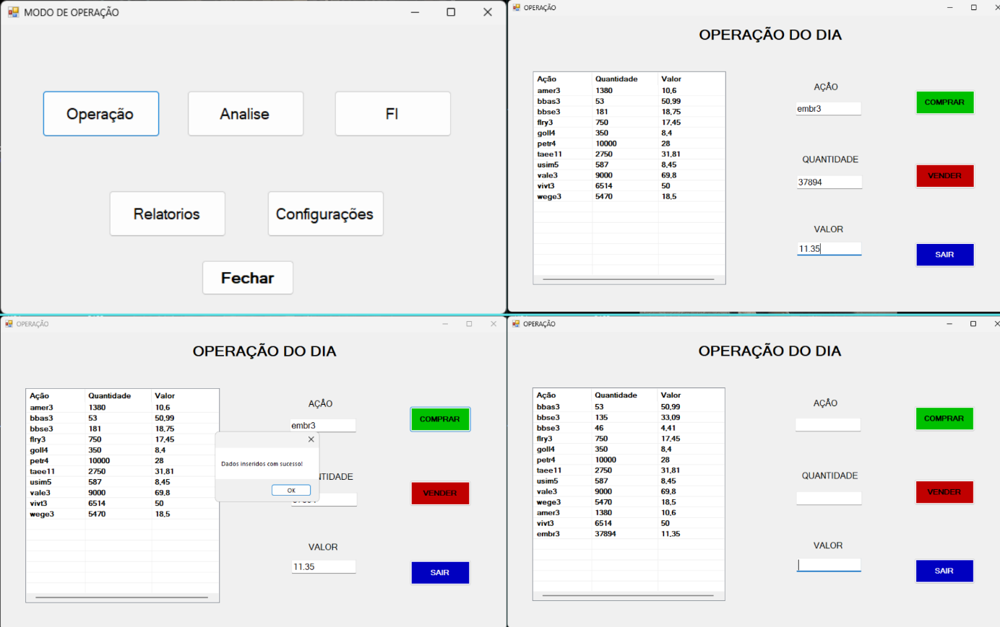 MODO DE OPERAÇÃO
Operação Analise FI
Relatorios Configurações
Fechar
OPERAÇÃO
OPERAÇÃO DO DIA
Ação Quantidade Valor
amer3 1380 10,6
bbas3 53 50,99
bbse3 181 18,75
flry3 750 17,45
goll4 350 8,4
petr4 10000 28
taee11 2750 31,81
usim5 587 8,45
vale3 9000 69,8
vivt3 6514 50
wege3 5470 18,5
AÇÃO
embr3
COMPRAR
QUANTIDADE
37894
VENDER
VALOR
11.35
SAIR
OPERAÇÃO
OPERAÇÃO DO DIA
Ação Quantidade Valor
amer3 1380 10,6
bbas3 53 50,99
bbse3 181 18,75
flry3 750 17,45
goll4 350 8,4
petr4 10000 28
taee11 2750 31,81
usim5 587 8,45
vale3 9000 69,8
vivt3 6514 50
wege3 5470 18,5
AÇÃO
embr3
COMPRAR
Dados inseridos com sucesso!
OK
NTIDADE
VENDER
VALOR
11.35
SAIR
OPERAÇÃO
OPERAÇÃO DO DIA
Ação Quantidade Valor
bbas3 53 50,99
bbse3 135 33,09
bbse3 46 4,41
flry3 750 17,45
goll4 350 8,4
petr4 10000 28
taee11 2750 31,81
usim5 587 8,45
vale3 9000 69,8
wege3 5470 18,5
amer3 1380 10,6
vivt3 6514 50
embr3 37894 11,35
AÇÃO
COMPRAR
QUANTIDADE
VENDER
VALOR
SAIR